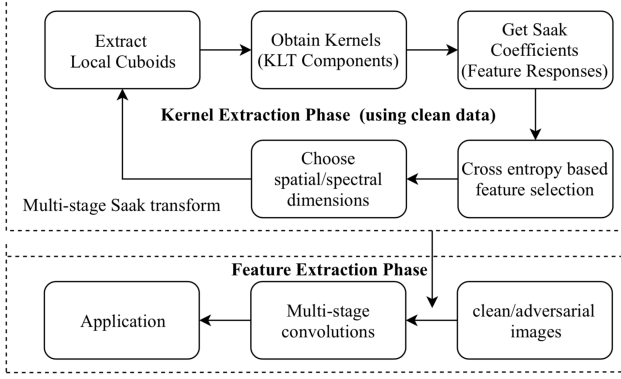 Extract
Local Cuboids
Obtain Kernels
(KLT Components)
Get Saak
Coefficients
(Feature Responses)
Kernel Extraction Phase (using clean data)
Choose
spatial/spectral
dimensions
Cross entropy based
feature selection
Multi-stage Saak transform
Feature Extraction Phase
Application
Multi-stage
convolutions
clean/adversarial
images